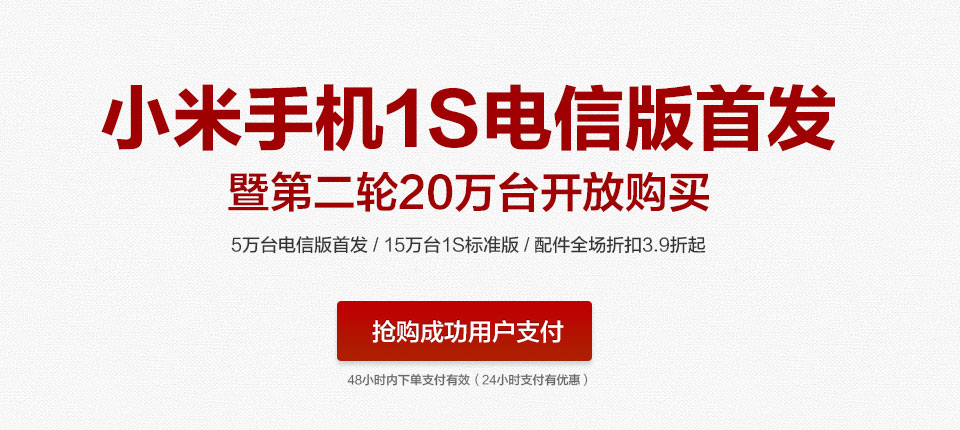 小米手机1S电信版首发
暨第二轮20万台开放购买
5万台电信版首发 / 15万台1S标准版 / 配件全场折扣3.9折起
抢购成功用户支付
48小时内下单支付有效（24小时支付有优惠）